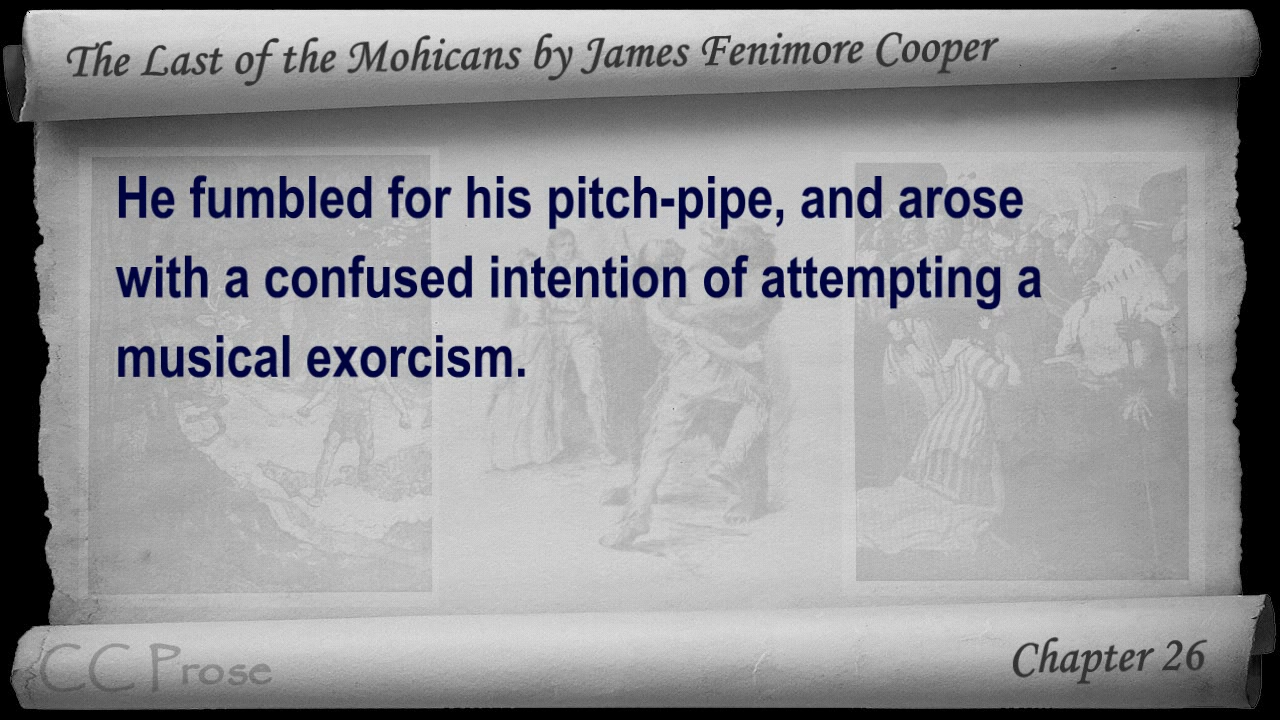 The Last of the Mohicans by James Fenimore Cooper
He fumbled for his pitch-pipe, and arose
with a confused intention of attempting a
musical exorcism.
CC Prose
Chapter 26